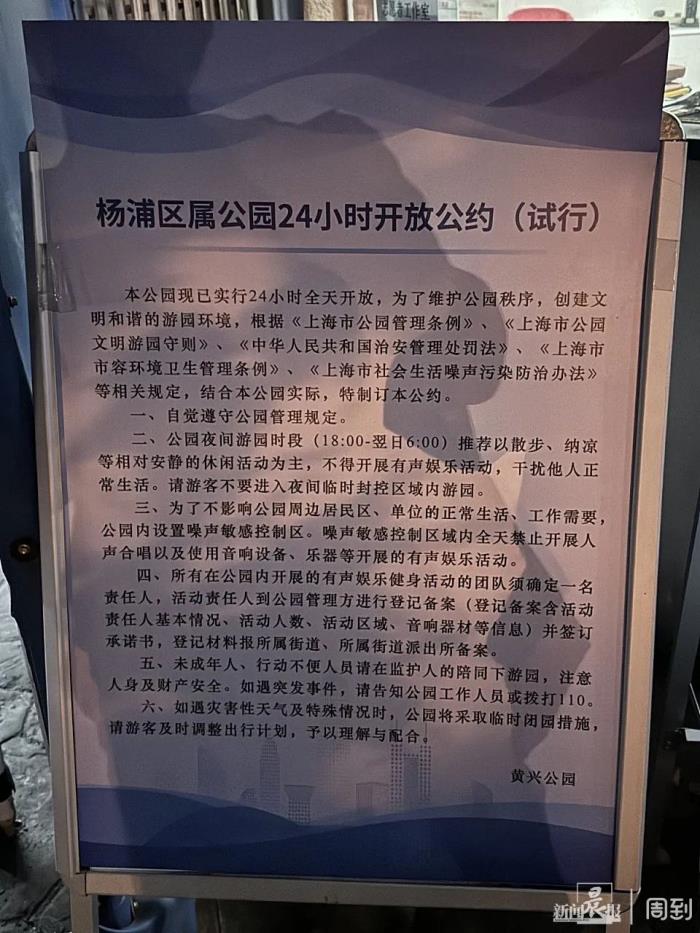 志愿者工作室
杨浦区属公园24小时开放公约（试行）
本公园现已实行24小时全天开放，为了维护公园秩序，创建文
明和谐的游园环境，根据《上海市公园管理条例》、《上海市公园
文明游园守则》、《中华人民共和国治安管理处罚法》、《上海市
市容环境卫生管理条例》、《上海市社会生活噪声污染防治办法》
等相关规定，结合本公园实际，特制订本公约。
一、自觉遵守公园管理规定。
二、公园夜间游园时段（18:00-翌日6:00）推荐以散步、纳凉
等相对安静的休闲活动为主，不得开展有声娱乐活动，干扰他人正
常生活。请游客不要进入夜间临时封控区域内游园。
三、为了不影响公园周边居民区、单位的正常生活、工作需要，
公园内设置噪声敏感控制区。噪声敏感控制区域内全天禁止开展人
声合唱以及使用音响设备、乐器等开展的有声娱乐活动。
四、所有在公园内开展的有声娱乐健身活动的团队须确定一名
责任人，活动责任人到公园管理方进行登记备案（登记备案含活动
责任人基本情况、活动人数、活动区域、音响器材等信息）并签订
承诺书，登记材料报所属街道、所属街道派出所备案。
五、未成年人、行动不便人员请在监护人的陪同下游园，注意
人身及财产安全。如遇突发事件，请告知公园工作人员或拨打110。
六、如遇灾害性天气及特殊情况时，公园将采取临时闭园措施，
请游客及时调整出行计划，予以理解与配合。
黄兴公园
新闻晨报 周到